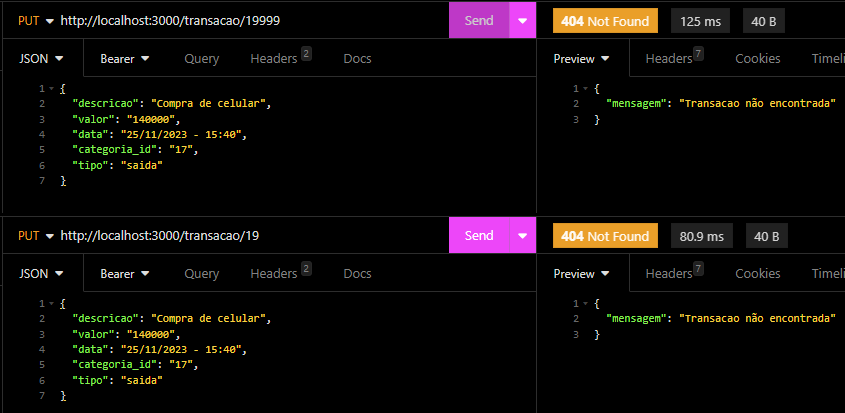 PUT http://localhost:3000/transacao/19999 Send 404 Not Found 125 ms 40 B
JSON Bearer Query Headers 2 Docs Preview Headers 7 Cookies Timeli
1 {
2 "descricao": "Compra de celular",
3 "valor": "140000",
4 "data": "25/11/2023 - 15:40",
5 "categoria_id": "17",
6 "tipo": "saida"
7 }
1 {
2 "mensagem": "Transacao não encontrada"
3 }
PUT http://localhost:3000/transacao/19 Send 404 Not Found 80.9 ms 40 B
JSON Bearer Query Headers 2 Docs Preview Headers 7 Cookies Timeli
1 {
2 "descricao": "Compra de celular",
3 "valor": "140000",
4 "data": "25/11/2023 - 15:40",
5 "categoria_id": "17",
6 "tipo": "saida"
7 }
1 {
2 "mensagem": "Transacao não encontrada"
3 }